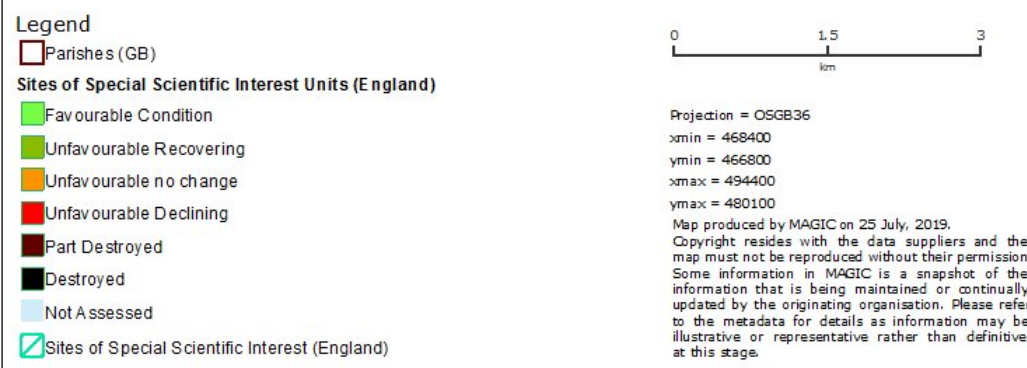 Legend
Parishes (GB)
Sites of Special Scientific Interest Units (England)
Favourable Condition
Unfavourable Recovering
Unfavourable no change
Unfavourable Declining
Part Destroyed
Destroyed
Not Assessed
Sites of Special Scientific Interest (England)
0 1.5 3
km
Projection = OSGB36
xmin = 468400
ymin = 466800
xmax = 494400
ymax = 480100
Map produced by MAGIC on 25 July, 2019.
Copyright resides with the data suppliers and the
map must not be reproduced without their permission
Some information in MAGIC is a snapshot of the
information that is being maintained or continually
updated by the originating organisation. Please refer
to the metadata for details as information may be
illustrative or representative rather than definitive
at this stage.